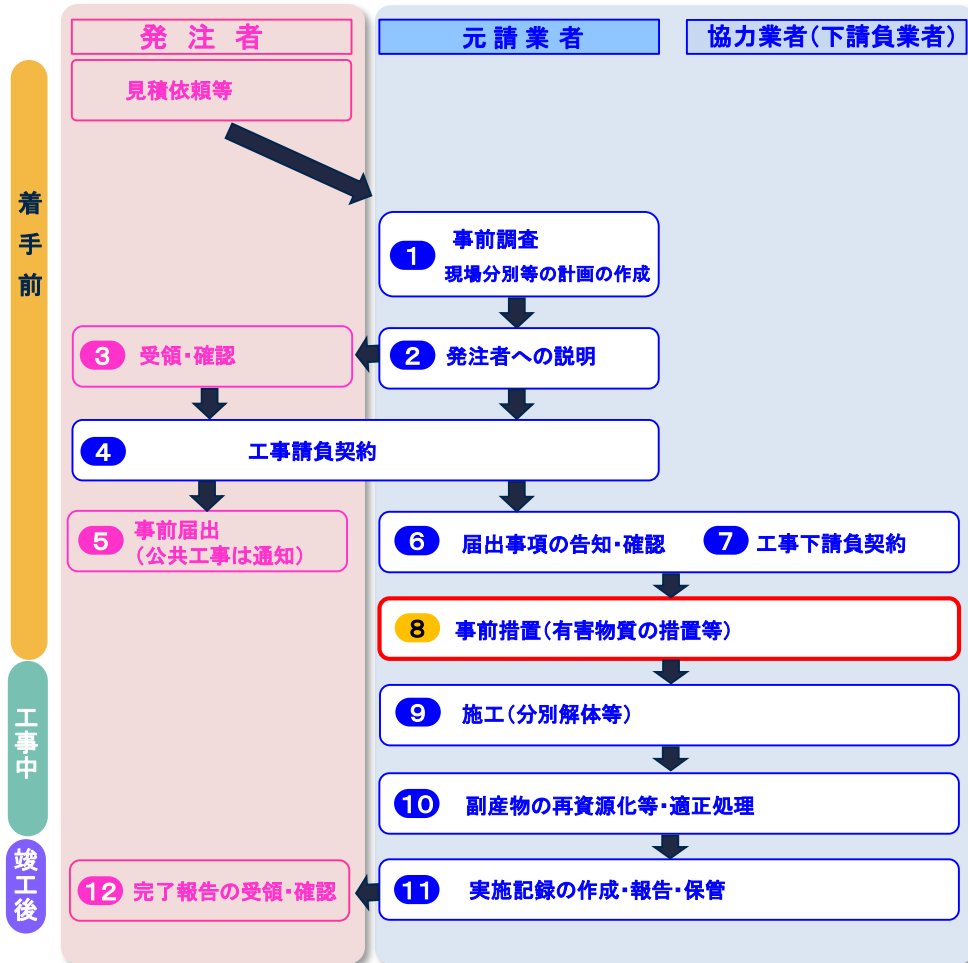 発 注 者
元 請 業 者
協力業者(下請負業者)
見積依頼等
着手前
1
事前調査
現場分別等の計画の作成
3 受領・確認
2 発注者への説明
4 工事請負契約
5 事前届出
(公共工事は通知)
6 届出事項の告知・確認
7 工事下請負契約
8 事前措置(有害物質の措置等)
工事中
9 施工(分別解体等)
10 副産物の再資源化等・適正処理
竣工後
12 完了報告の受領・確認
11 実施記録の作成・報告・保管